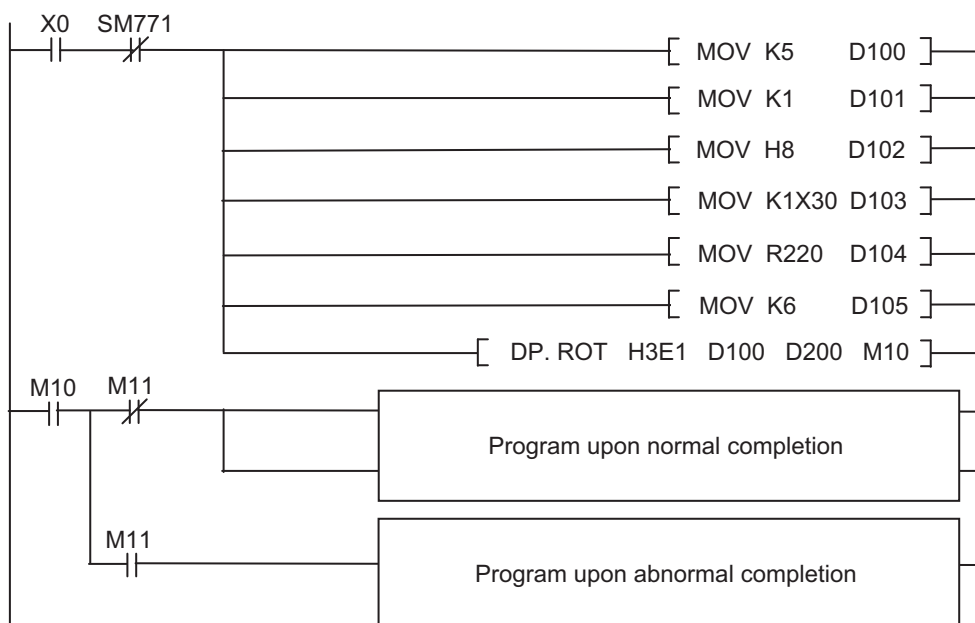 X0 SM771
MOV K5 D100
MOV K1 D101
MOV H8 D102
MOV K1X30 D103
MOV R220 D104
MOV K6 D105
DP. ROT H3E1 D100 D200 M10
M10 M11
Program upon normal completion
M11
Program upon abnormal completion